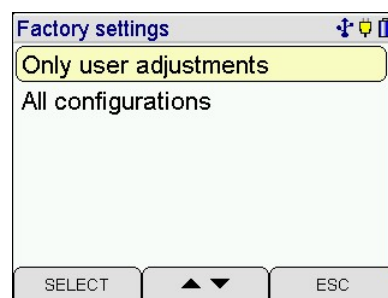 Factory settings
Only user adjustments
All configurations
SELECT
ESC